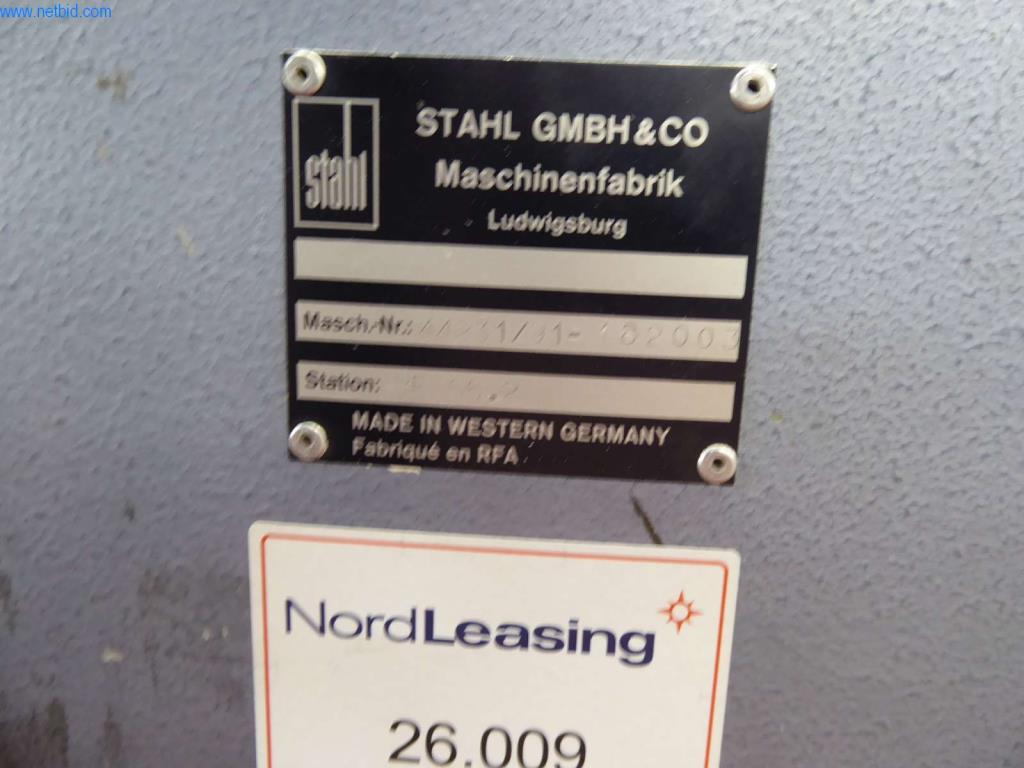 www.netbid.com
stahl
STAHL GMBH & CO
Maschinenfabrik
Ludwigsburg
Masch.-Nr.:
Station:
MADE IN WESTERN GERMANY
Fabriqué en RFA
NordLeasing
26.009